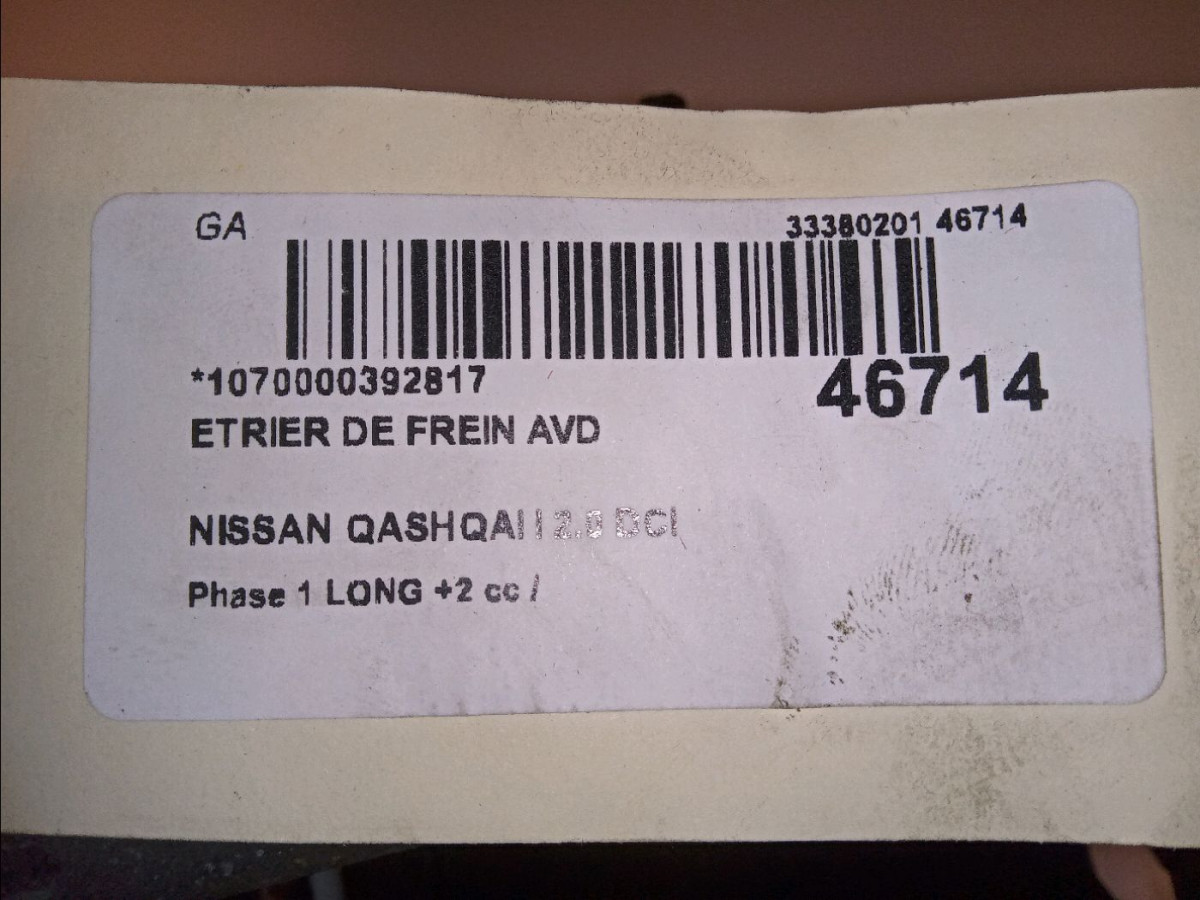 GA 33380201 46714
*1070000392817 46714
ETRIER DE FREIN AVD
NISSAN QASHQAI I 2.0 DCI
Phase 1 LONG +2 cc /